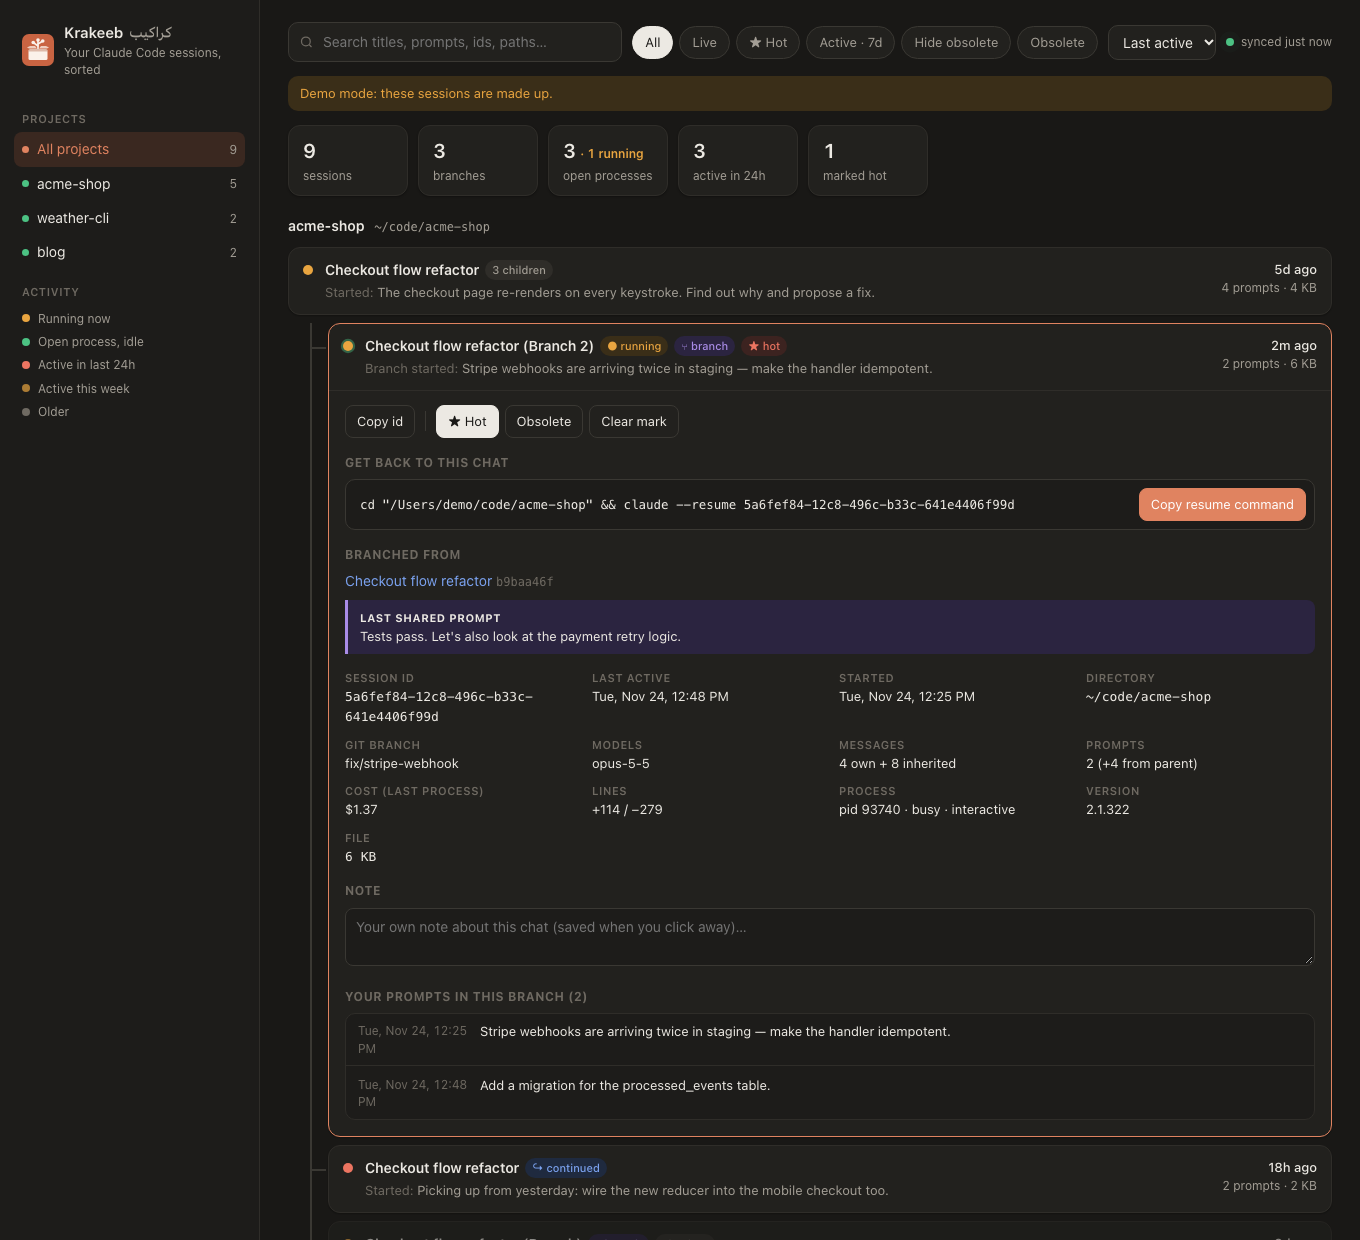 Krakeeb كراكيب
Your Claude Code sessions,
sorted
PROJECTS
All projects 9
acme-shop 5
weather-cli 2
blog 2
ACTIVITY
Running now
Open process, idle
Active in last 24h
Active this week
Older
Search titles, prompts, ids, paths...
All Live ★ Hot Active · 7d Hide obsolete Obsolete Last active synced just now
Demo mode: these sessions are made up.
9 sessions
3 branches
3 · 1 running open processes
3 active in 24h
1 marked hot
acme-shop ~/code/acme-shop
Checkout flow refactor 3 children 5d ago
Started: The checkout page re-renders on every keystroke. Find out why and propose a fix. 4 prompts · 4 KB
Checkout flow refactor (Branch 2) running branch ★ hot 2m ago
Branch started: Stripe webhooks are arriving twice in staging — make the handler idempotent. 2 prompts · 6 KB
Copy id ★ Hot Obsolete Clear mark
GET BACK TO THIS CHAT
cd "/Users/demo/code/acme-shop" && claude --resume 5a6fef84-12c8-496c-b33c-641e4406f99d Copy resume command
BRANCHED FROM
Checkout flow refactor b9baa46f
LAST SHARED PROMPT
Tests pass. Let's also look at the payment retry logic.
SESSION ID LAST ACTIVE STARTED DIRECTORY
5a6fef84-12c8-496c-b33c- Tue, Nov 24, 12:48 PM Tue, Nov 24, 12:25 PM ~/code/acme-shop
641e4406f99d
GIT BRANCH MODELS MESSAGES PROMPTS
fix/stripe-webhook opus-5-5 4 own + 8 inherited 2 (+4 from parent)
COST (LAST PROCESS) LINES PROCESS VERSION
$1.37 +114 / −279 pid 93740 · busy · interactive 2.1.322
FILE
6 KB
NOTE
Your own note about this chat (saved when you click away)...
YOUR PROMPTS IN THIS BRANCH (2)
Tue, Nov 24, 12:25 Stripe webhooks are arriving twice in staging — make the handler idempotent.
PM
Tue, Nov 24, 12:48 Add a migration for the processed_events table.
PM
Checkout flow refactor ↪ continued 18h ago
Started: Picking up from yesterday: wire the new reducer into the mobile checkout too. 2 prompts · 2 KB